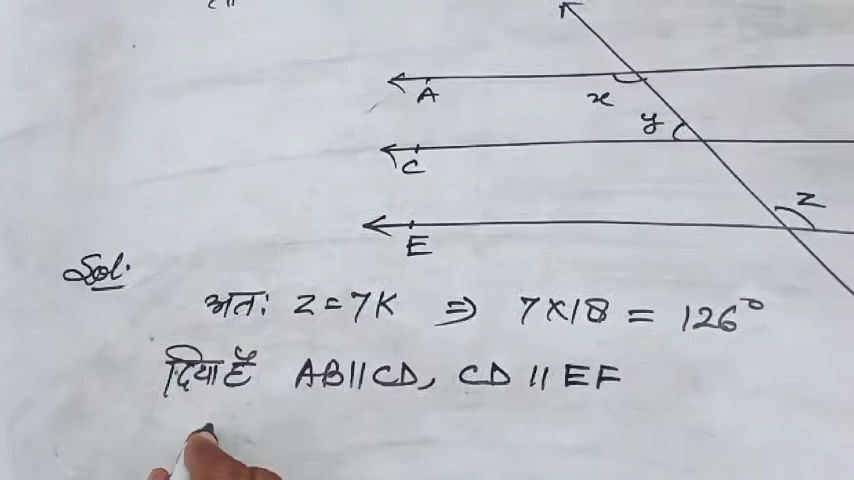 A
x
y
C
z
E
Sol.
अतः z = 7K ⇒ 7×18 = 126°
दिया है AB||CD, CD || EF